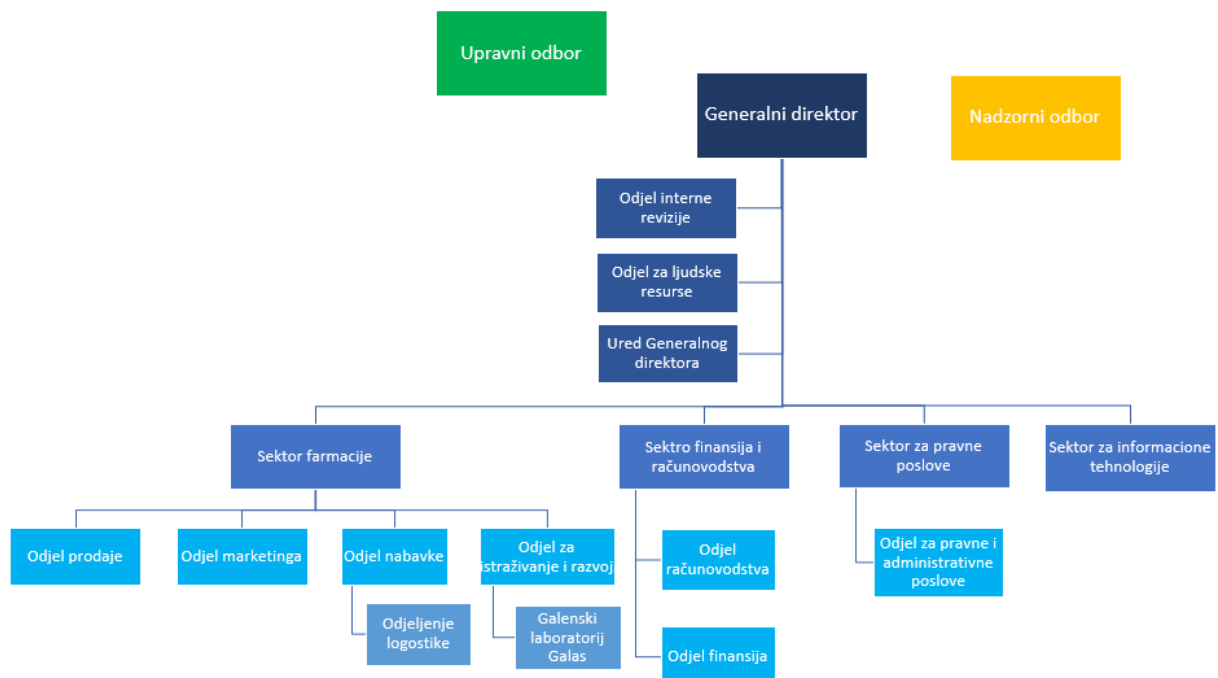 Upravni odbor
Generalni direktor
Nadzorni odbor
Odjel interne
revizije
Odjel za ljudske
resurse
Ured Generalnog
direktora
Sektor farmacije
Sektro finansija i
računovodstva
Sektor za pravne
poslove
Sektor za informacione
tehnologije
Odjel prodaje
Odjel marketinga
Odjel nabavke
Odjel za
istraživanje i razvoj
Odjel
računovodstva
Odjel za pravne i
administrativne
poslove
Odjeljenje
logostike
Galenski
laboratorij
Galas
Odjel finansija